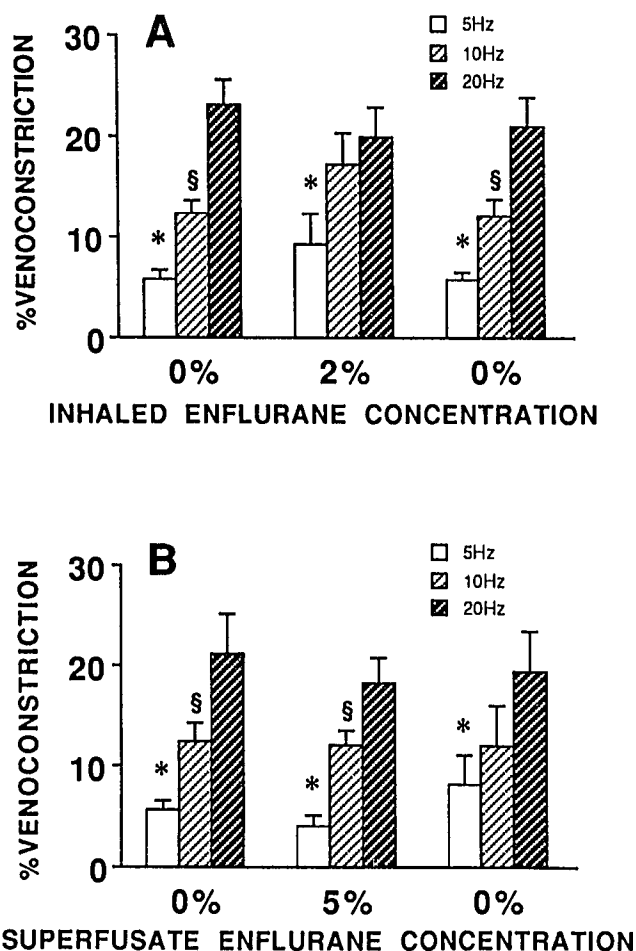 A
30
20
10
0
%VENOCONSTRICTION
5Hz
10Hz
20Hz
*
§
*
*
§
0%
2%
0%
INHALED ENFLURANE CONCENTRATION
B
30
20
10
0
%VENOCONSTRICTION
5Hz
10Hz
20Hz
*
§
*
§
*
0%
5%
0%
SUPERFUSATE ENFLURANE CONCENTRATION